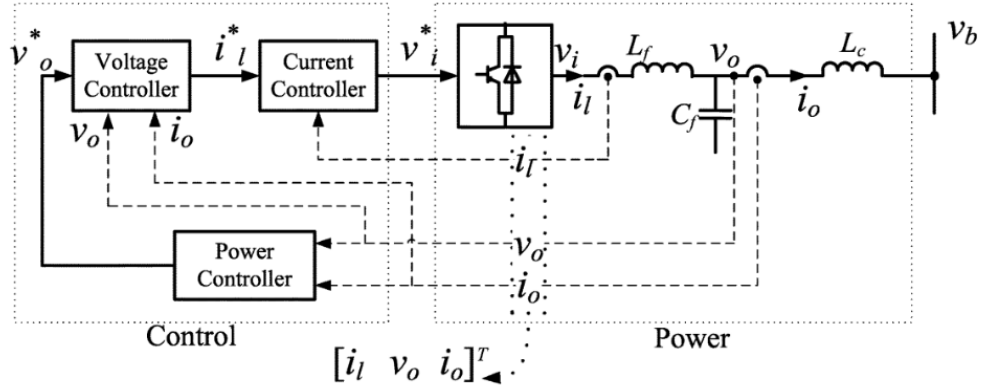 v*o
Voltage
Controller
i*l
Current
Controller
v*i
vi
il
Lf
vo
Cf
io
Lc
vb
vo
io
il
Power
Controller
vo
io
Control
Power
[il vo io]T